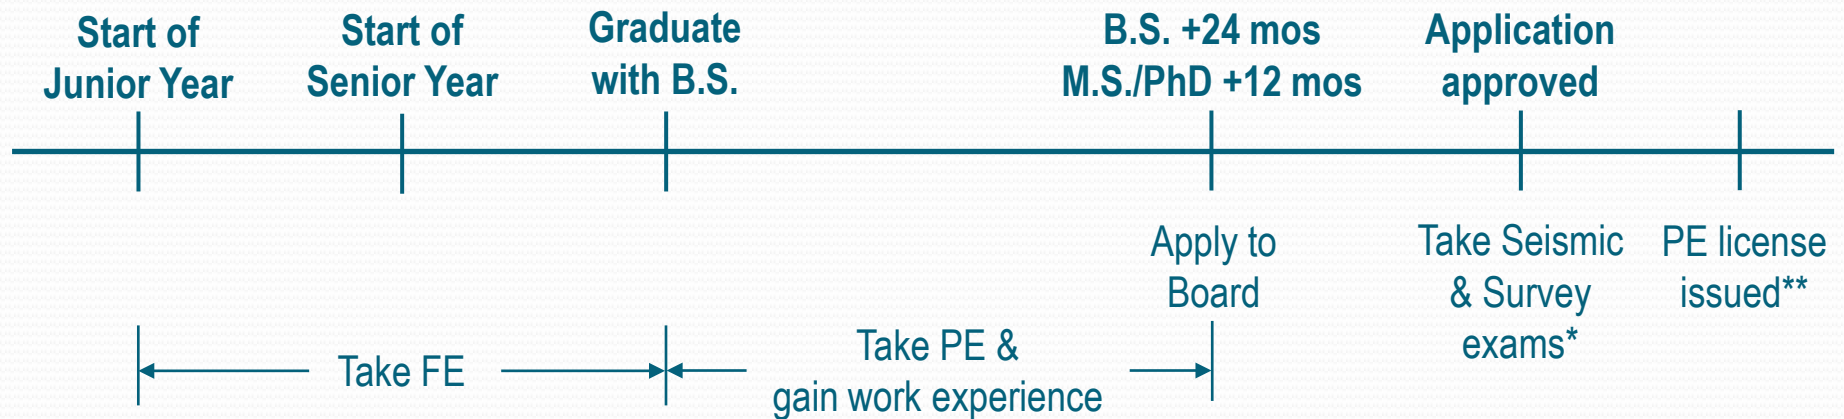 Start of
Junior Year
Start of
Senior Year
Graduate
with B.S.
B.S. +24 mos
M.S./PhD +12 mos
Application
approved
Apply to
Board
Take Seismic
& Survey
exams*
PE license
issued**
Take FE
Take PE &
gain work experience